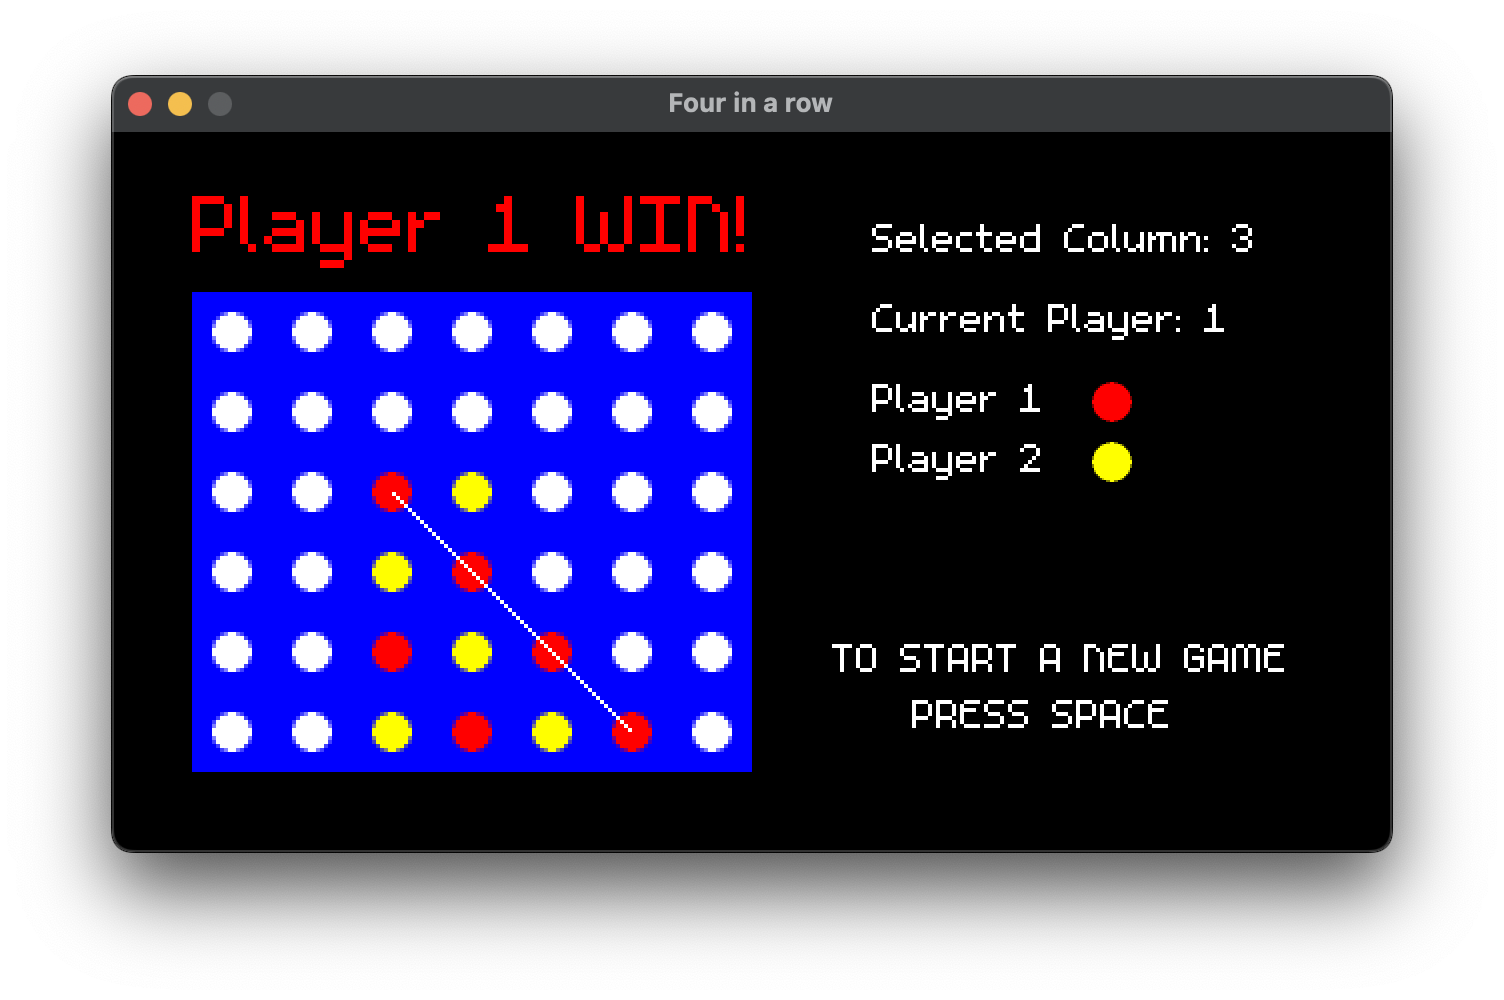 Four in a row
Player 1 WIN!
Selected Column: 3
Current Player: 1
Player 1
Player 2
TO START A NEW GAME
PRESS SPACE